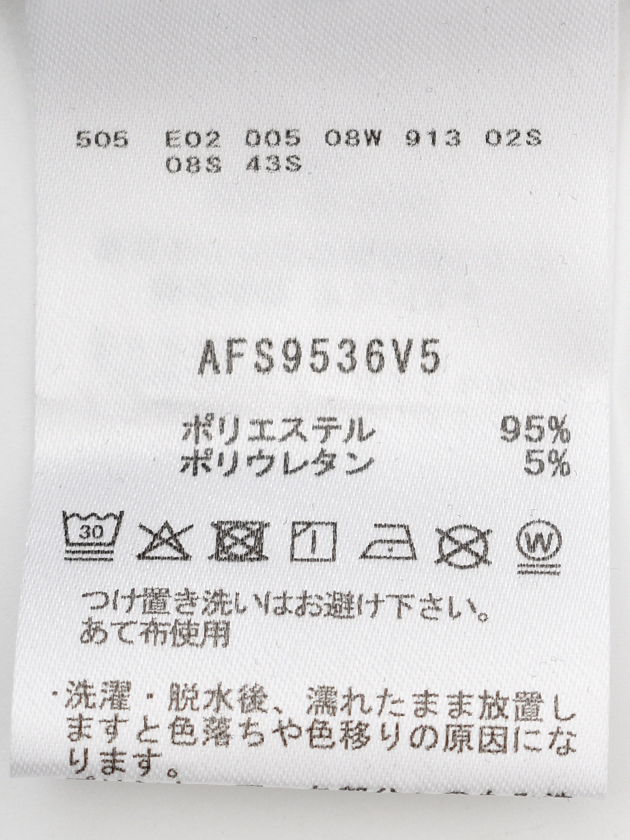 505 E02 005 08W 913 02S
08S 43S
AFS9536V5
ポリエステル 95%
ポリウレタン 5%
30 W
つけ置き洗いはお避け下さい。
あて布使用
・洗濯・脱水後、濡れたまま放置し
ますと色落ちや色移りの原因にな
ります。